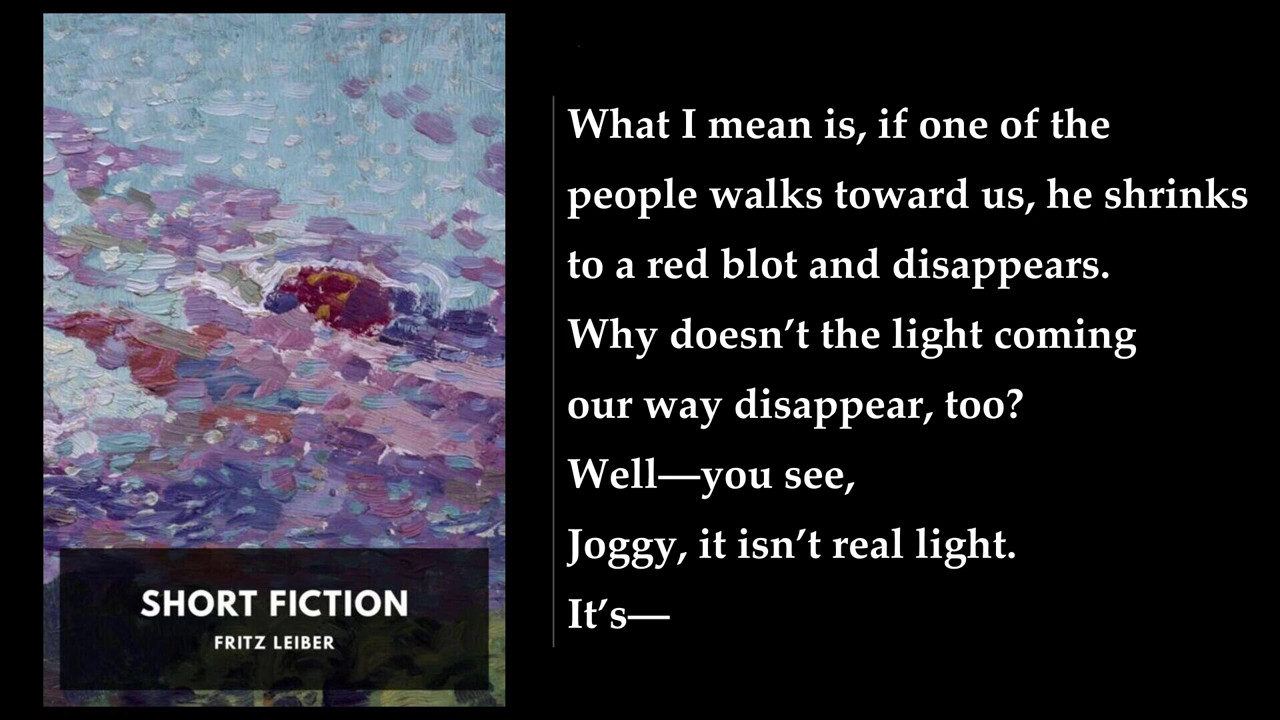 SHORT FICTION
FRITZ LEIBER
What I mean is, if one of the
people walks toward us, he shrinks
to a red blot and disappears.
Why doesn’t the light coming
our way disappear, too?
Well—you see,
Joggy, it isn’t real light.
It’s—